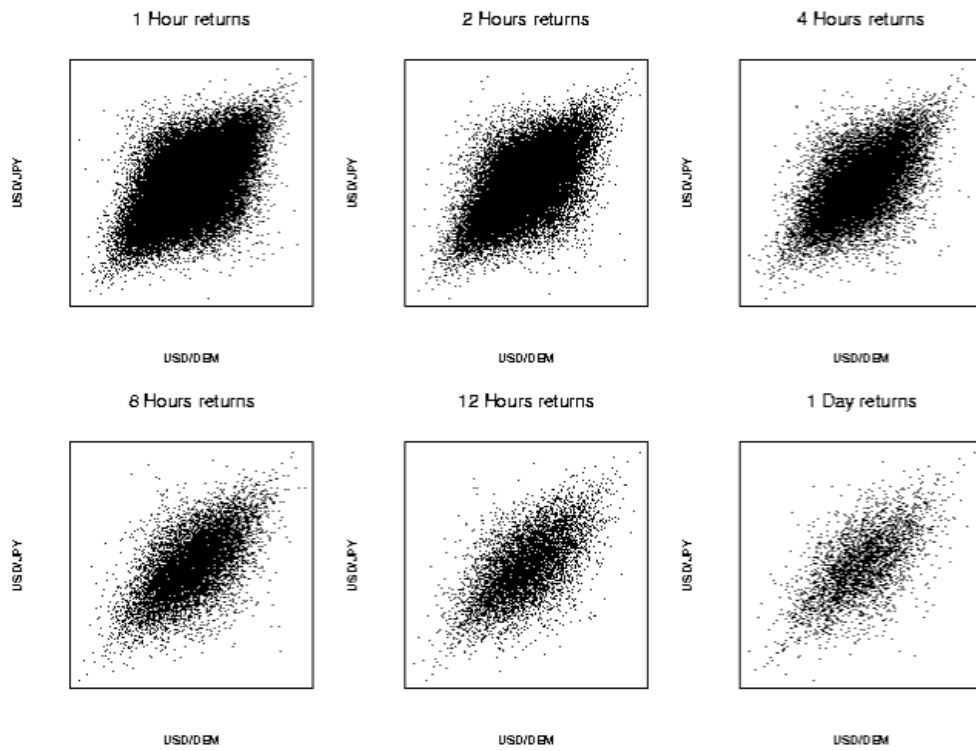 1 Hour returns
2 Hours returns
4 Hours returns
USD/JPY
USD/JPY
USD/JPY
USD/DEM
USD/DEM
USD/DEM
8 Hours returns
12 Hours returns
1 Day returns
USD/JPY
USD/JPY
USD/JPY
USD/DEM
USD/DEM
USD/DEM